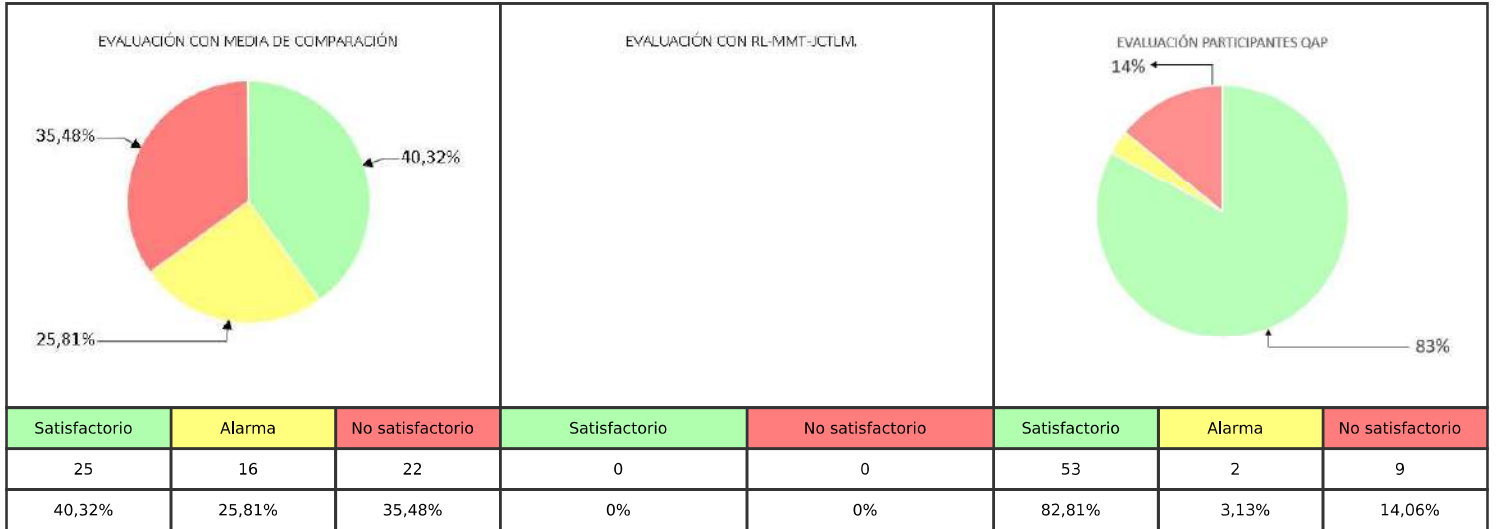 EVALUACIÓN CON MEDIA DE COMPARACIÓN
35,48%
40,32%
25,81%
EVALUACIÓN CON RL-MMT-JCTLM.
EVALUACIÓN PARTICIPANTES QAP
14%
83%
Satisfactorio Alarma No satisfactorio Satisfactorio No satisfactorio Satisfactorio Alarma No satisfactorio
25 16 22 0 0 53 2 9
40,32% 25,81% 35,48% 0% 0% 82,81% 3,13% 14,06%